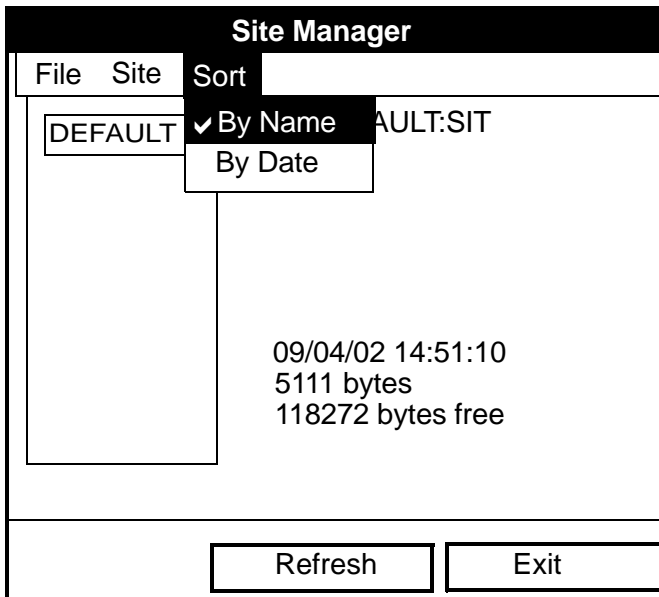 Site Manager
File Site Sort
DEFAULT ✓By Name AULT:SIT
By Date
09/04/02 14:51:10
5111 bytes
118272 bytes free
Refresh Exit